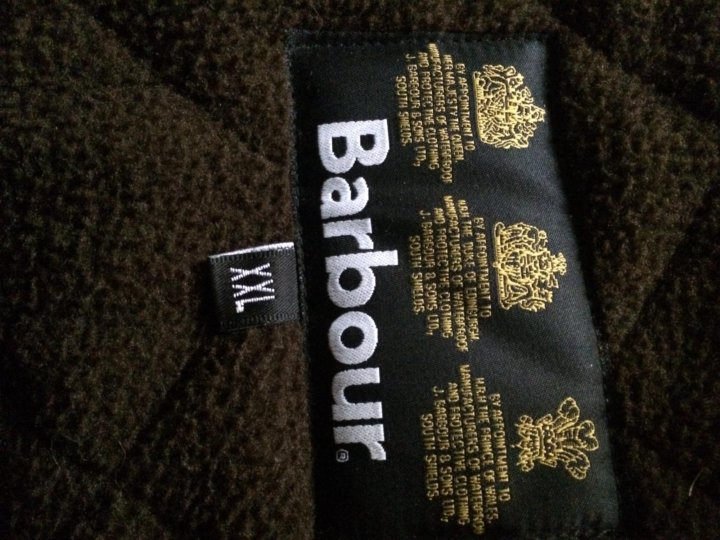 BY APPOINTMENT TO
HER MAJESTY THE QUEEN
MANUFACTURERS OF WATERPROOF
AND PROTECTIVE CLOTHING
J. BARBOUR & SONS LTD.
SOUTH SHIELDS
BY APPOINTMENT TO
H.R.H. THE DUKE OF EDINBURGH
MANUFACTURERS OF WATERPROOF
AND PROTECTIVE CLOTHING
J. BARBOUR & SONS LTD.
SOUTH SHIELDS
BY APPOINTMENT TO
H.R.H. THE PRINCE OF WALES
MANUFACTURERS OF WATERPROOF
AND PROTECTIVE CLOTHING
J. BARBOUR & SONS LTD.
SOUTH SHIELDS
Barbour®
XXL